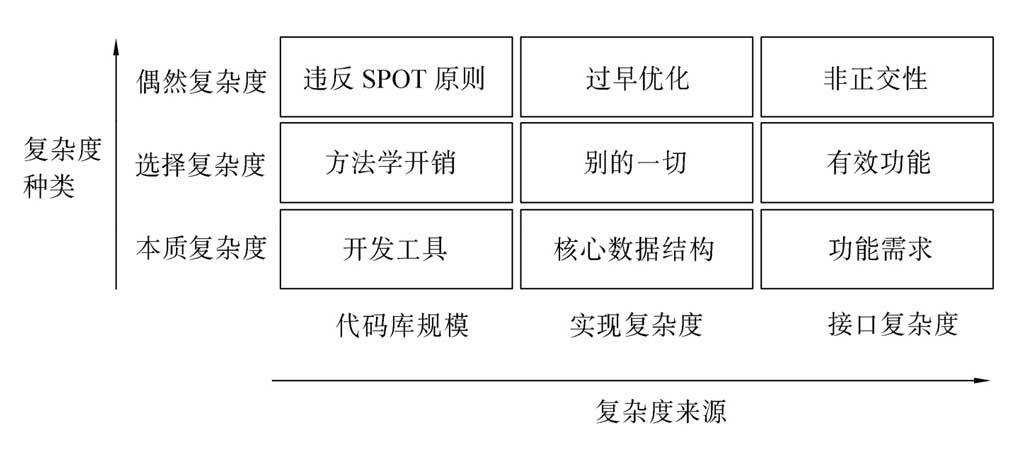 偶然复杂度 违反 SPOT 原则 过早优化 非正交性
复杂度
种类
选择复杂度 方法学开销 别的一切 有效功能
本质复杂度 开发工具 核心数据结构 功能需求
代码库规模 实现复杂度 接口复杂度
复杂度来源